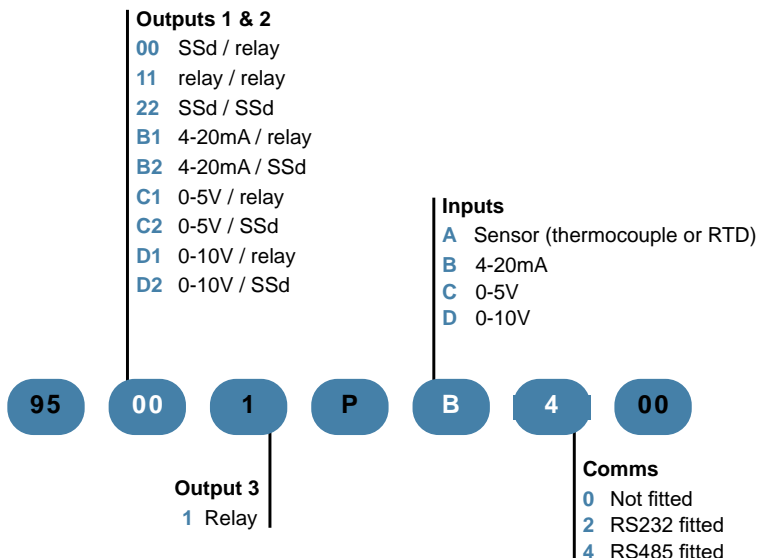 Outputs 1 & 2
00 SSd / relay
11 relay / relay
22 SSd / SSd
B1 4-20mA / relay
B2 4-20mA / SSd
C1 0-5V / relay
C2 0-5V / SSd
D1 0-10V / relay
D2 0-10V / SSd
Inputs
A Sensor (thermocouple or RTD)
B 4-20mA
C 0-5V
D 0-10V
95 00 1 P B 4 00
Output 3
1 Relay
Comms
0 Not fitted
2 RS232 fitted
4 RS485 fitted